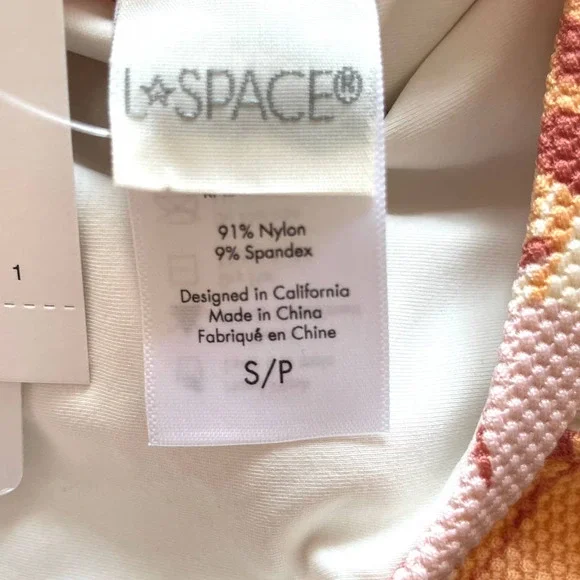 L★SPACE®
91% Nylon
9% Spandex
Designed in California
Made in China
Fabriqué en Chine
S/P
1